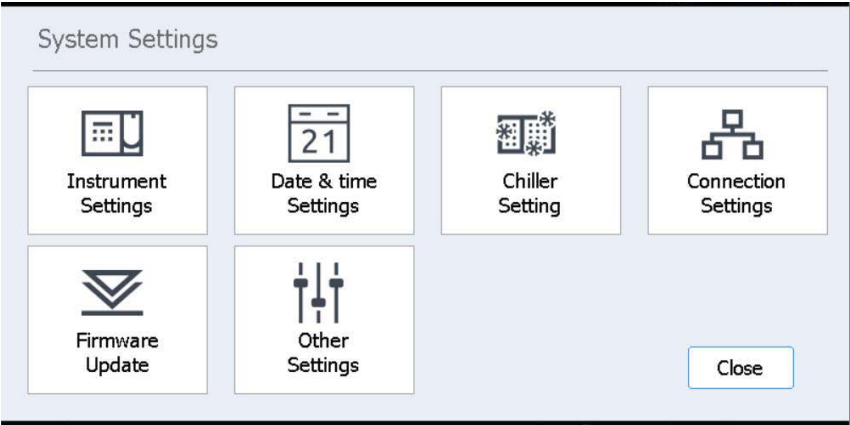 System Settings
21
Instrument
Settings
Date & time
Settings
Chiller
Setting
Connection
Settings
Firmware
Update
Other
Settings
Close